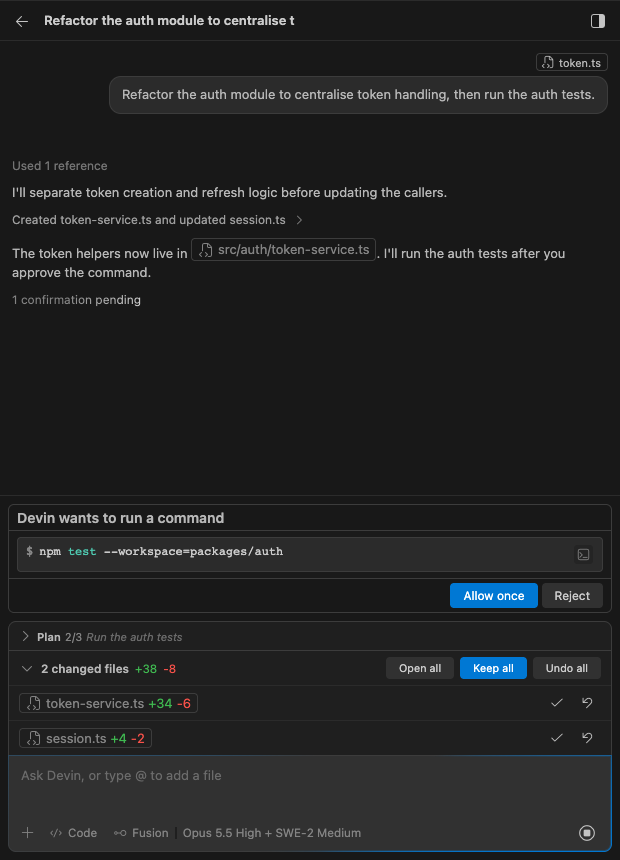 Refactor the auth module to centralise t
token.ts
Refactor the auth module to centralise token handling, then run the auth tests.
Used 1 reference
I'll separate token creation and refresh logic before updating the callers.
Created token-service.ts and updated session.ts
The token helpers now live in src/auth/token-service.ts. I'll run the auth tests after you
approve the command.
1 confirmation pending
Devin wants to run a command
$ npm test --workspace=packages/auth
Allow once Reject
Plan 2/3 Run the auth tests
2 changed files +38 -8 Open all Keep all Undo all
token-service.ts +34 -6
session.ts +4 -2
Ask Devin, or type @ to add a file
Code Fusion Opus 5.5 High + SWE-2 Medium